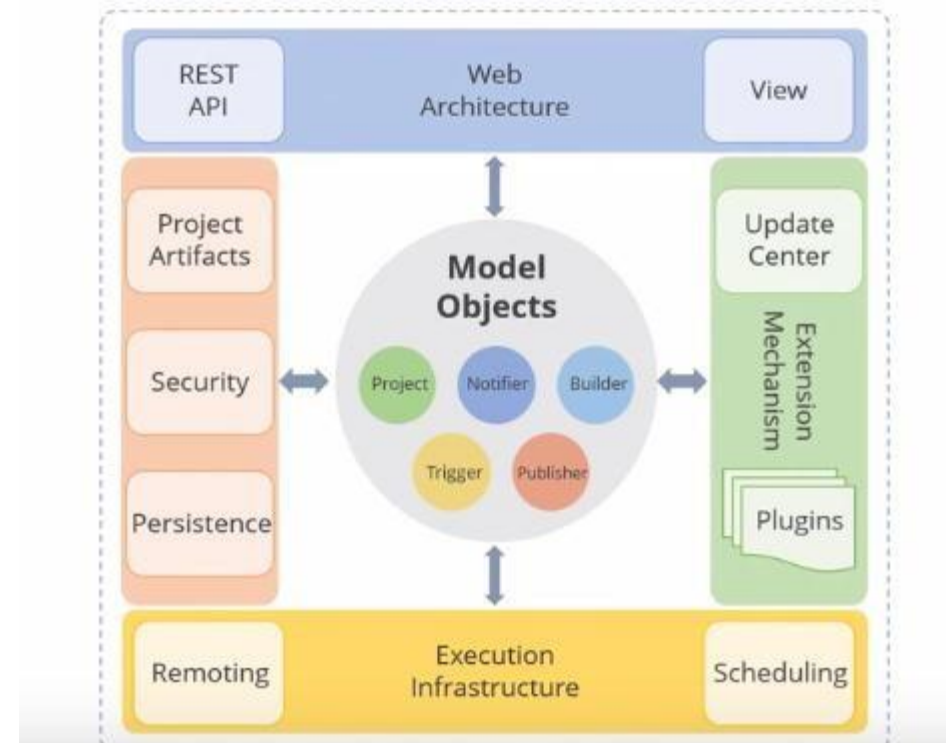 REST
API
Web
Architecture
View
Project
Artifacts
Security
Persistence
Model
Objects
Project
Notifier
Builder
Trigger
Publisher
Update
Center
Extension
Mechanism
Plugins
Remoting
Execution
Infrastructure
Scheduling